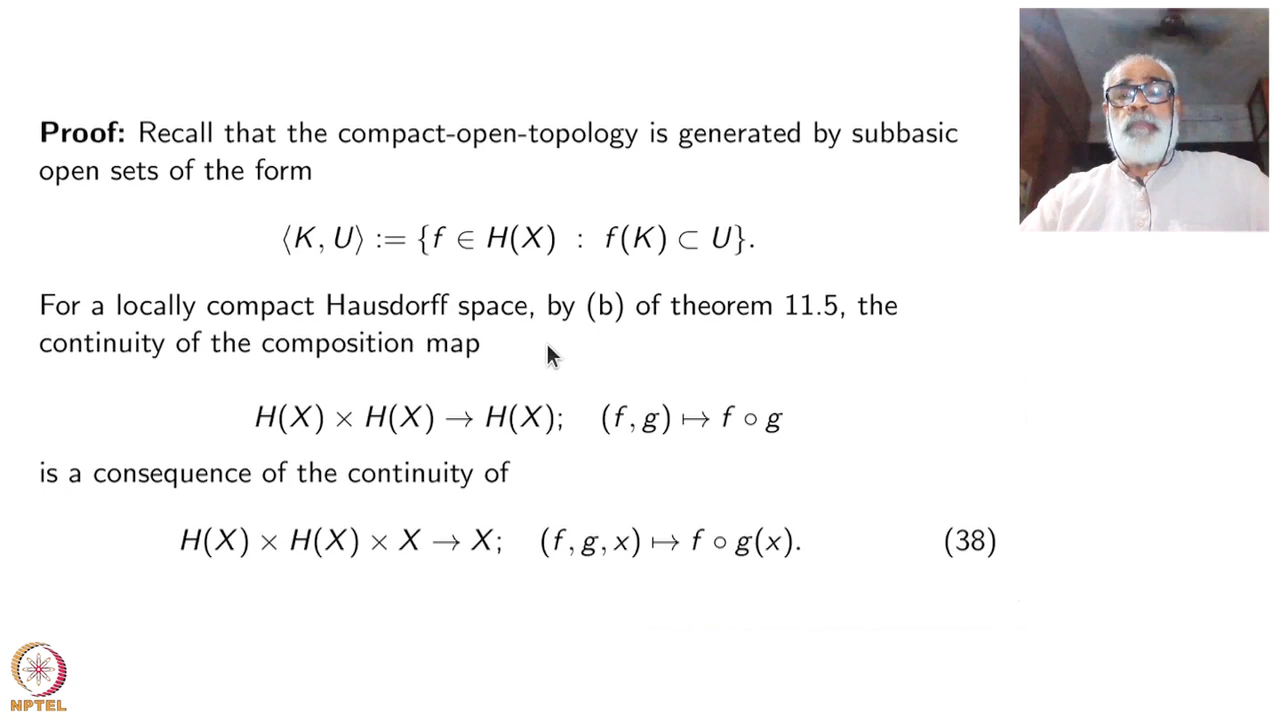 Proof: Recall that the compact-open-topology is generated by subbasic
open sets of the form
⟨K, U⟩ := {f ∈ H(X) : f(K) ⊂ U}.
For a locally compact Hausdorff space, by (b) of theorem 11.5, the
continuity of the composition map
H(X) × H(X) → H(X); (f, g) ↦ f ∘ g
is a consequence of the continuity of
H(X) × H(X) × X → X; (f, g, x) ↦ f ∘ g(x). (38)
NPTEL